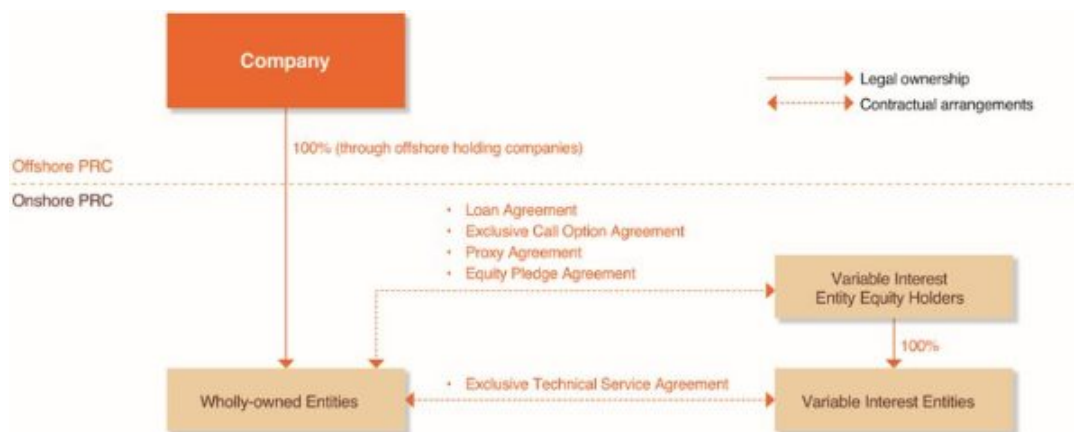 Company
Legal ownership
Contractual arrangements
100% (through offshore holding companies)
Offshore PRC
Onshore PRC
• Loan Agreement
• Exclusive Call Option Agreement
• Proxy Agreement
• Equity Pledge Agreement
Variable Interest
Entity Equity Holders
100%
• Exclusive Technical Service Agreement
Wholly-owned Entities
Variable Interest Entities